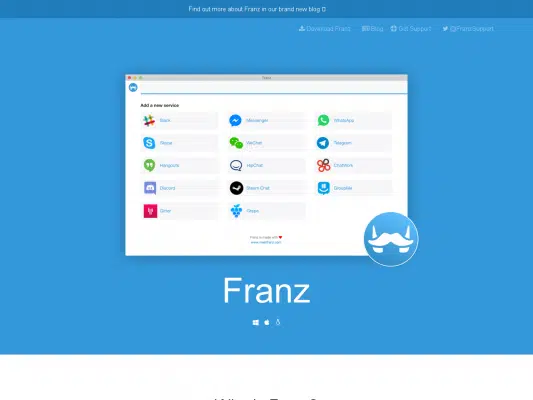 Find out more about Franz in our brand new blog
Download Franz Blog Get Support @FranzSupport
Franz
Add a new service
Slack Messenger WhatsApp
Skype WeChat Telegram
Hangouts HipChat ChatWork
Discord Steam Chat GroupMe
Grape
Franz is made with
www.meetfranz.com
Franz